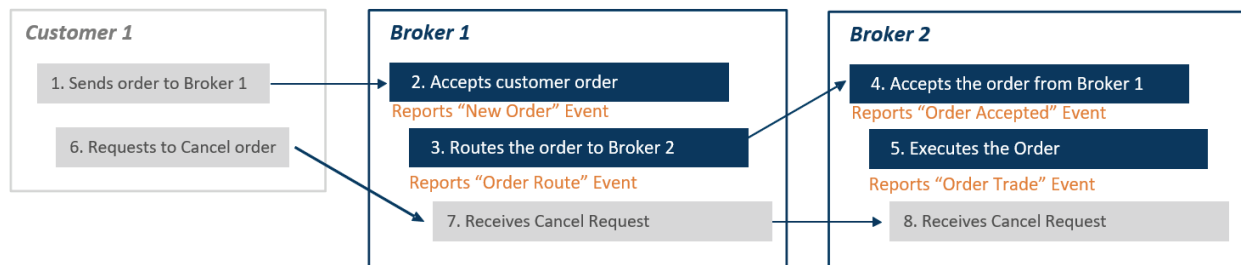 Customer 1
1. Sends order to Broker 1
6. Requests to Cancel order
Broker 1
2. Accepts customer order
Reports “New Order” Event
3. Routes the order to Broker 2
Reports “Order Route” Event
7. Receives Cancel Request
Broker 2
4. Accepts the order from Broker 1
Reports “Order Accepted” Event
5. Executes the Order
Reports “Order Trade” Event
8. Receives Cancel Request